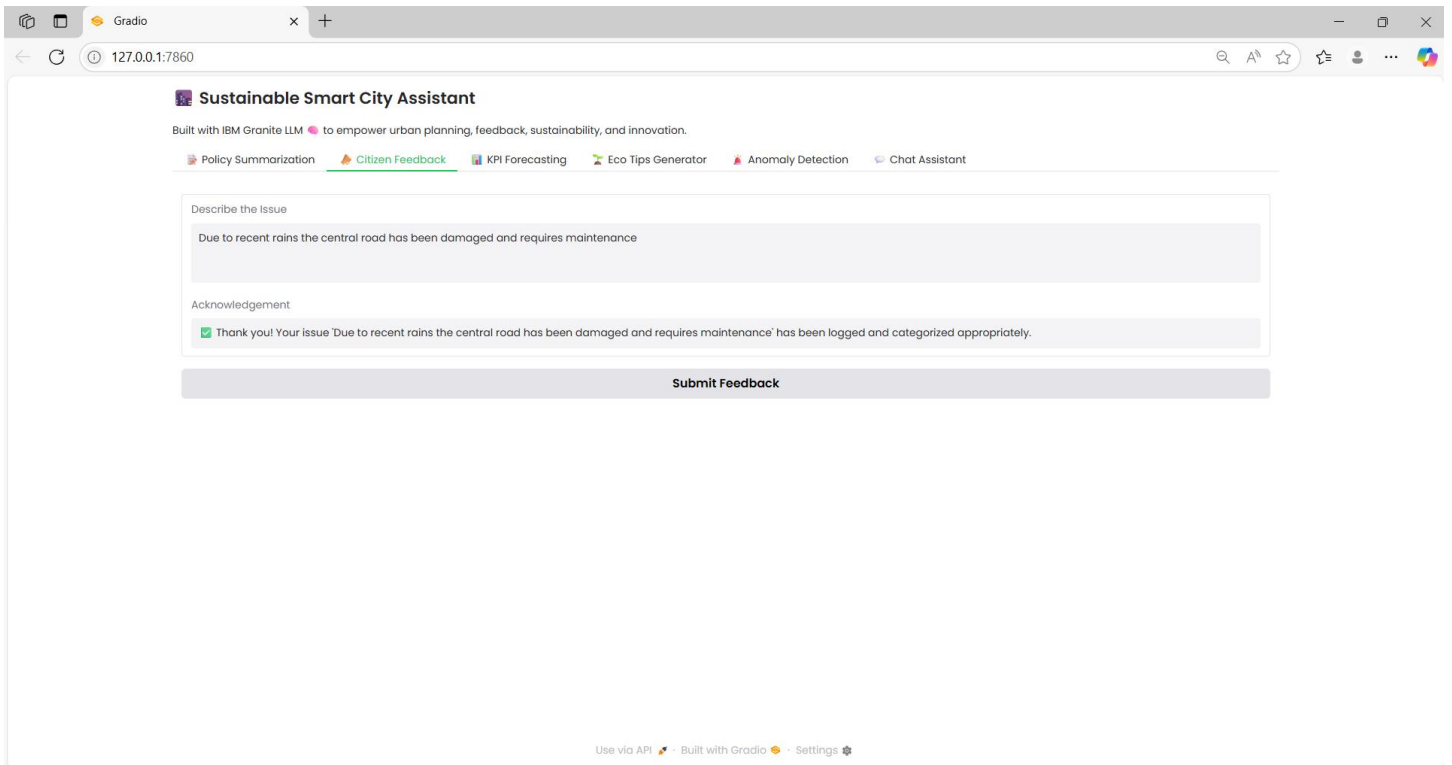 Gradio
127.0.0.1:7860
Sustainable Smart City Assistant
Built with IBM Granite LLM 🧠 to empower urban planning, feedback, sustainability, and innovation.
Policy Summarization Citizen Feedback KPI Forecasting Eco Tips Generator Anomaly Detection Chat Assistant
Describe the Issue
Due to recent rains the central road has been damaged and requires maintenance
Acknowledgement
✅ Thank you! Your issue 'Due to recent rains the central road has been damaged and requires maintenance' has been logged and categorized appropriately.
Submit Feedback
Use via API · Built with Gradio · Settings